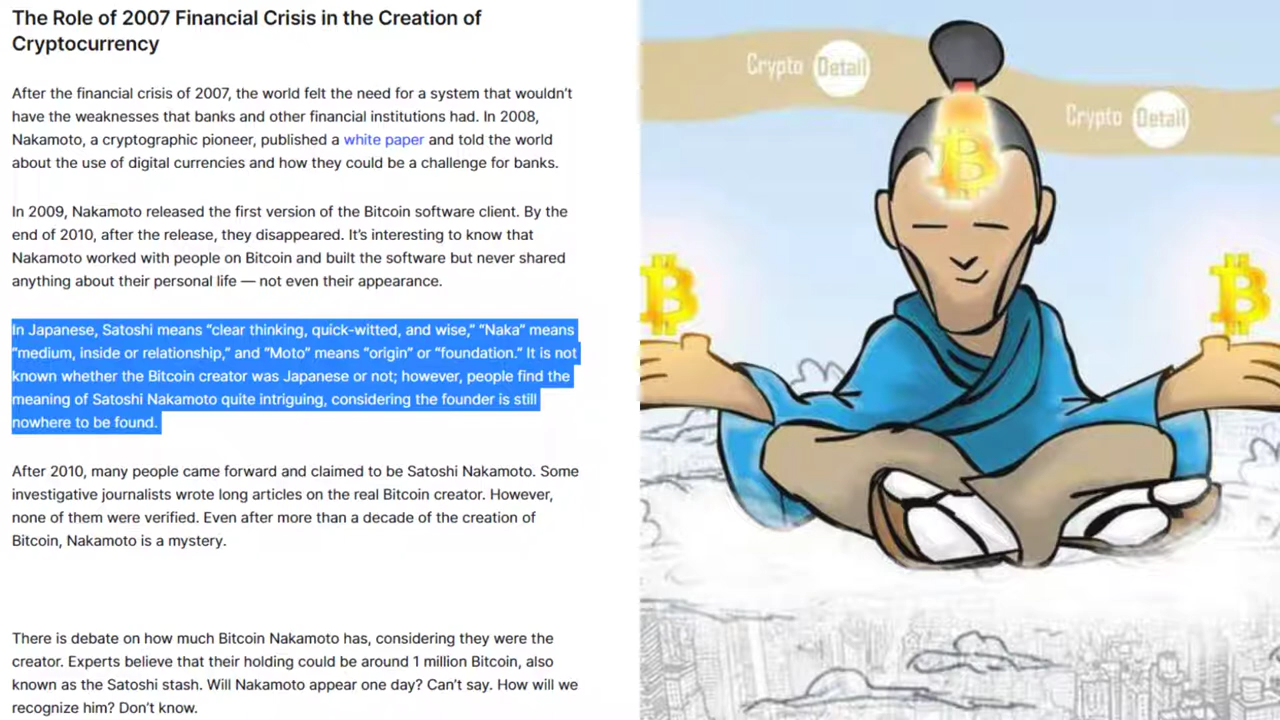 The Role of 2007 Financial Crisis in the Creation of
Cryptocurrency
After the financial crisis of 2007, the world felt the need for a system that wouldn’t
have the weaknesses that banks and other financial institutions had. In 2008,
Nakamoto, a cryptographic pioneer, published a white paper and told the world
about the use of digital currencies and how they could be a challenge for banks.
In 2009, Nakamoto released the first version of the Bitcoin software client. By the
end of 2010, after the release, they disappeared. It’s interesting to know that
Nakamoto worked with people on Bitcoin and built the software but never shared
anything about their personal life — not even their appearance.
In Japanese, Satoshi means “clear thinking, quick-witted, and wise,” “Naka” means
“medium, inside or relationship,” and “Moto” means “origin” or “foundation.” It is not
known whether the Bitcoin creator was Japanese or not; however, people find the
meaning of Satoshi Nakamoto quite intriguing, considering the founder is still
nowhere to be found.
After 2010, many people came forward and claimed to be Satoshi Nakamoto. Some
investigative journalists wrote long articles on the real Bitcoin creator. However,
none of them were verified. Even after more than a decade of the creation of
Bitcoin, Nakamoto is a mystery.
There is debate on how much Bitcoin Nakamoto has, considering they were the
creator. Experts believe that their holding could be around 1 million Bitcoin, also
known as the Satoshi stash. Will Nakamoto appear one day? Can’t say. How will we
recognize him? Don’t know.
Crypto Detail
Crypto Detail